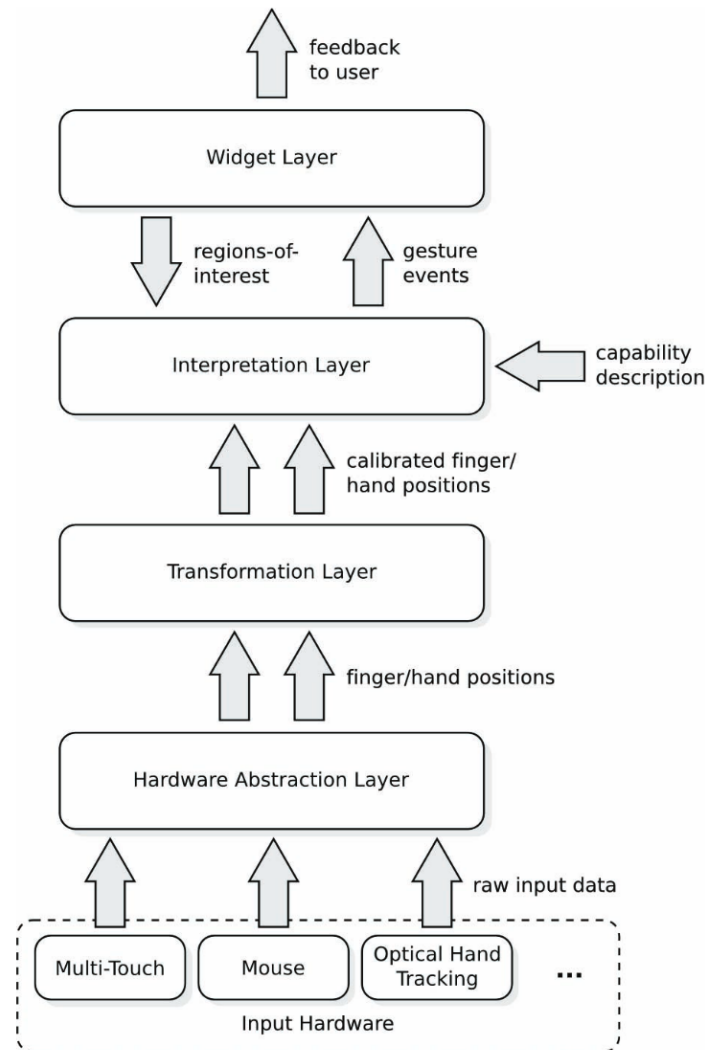 feedback
to user
Widget Layer
regions-of-
interest
gesture
events
Interpretation Layer
capability
description
calibrated finger/
hand positions
Transformation Layer
finger/hand positions
Hardware Abstraction Layer
raw input data
Multi-Touch
Mouse
Optical Hand
Tracking
...
Input Hardware